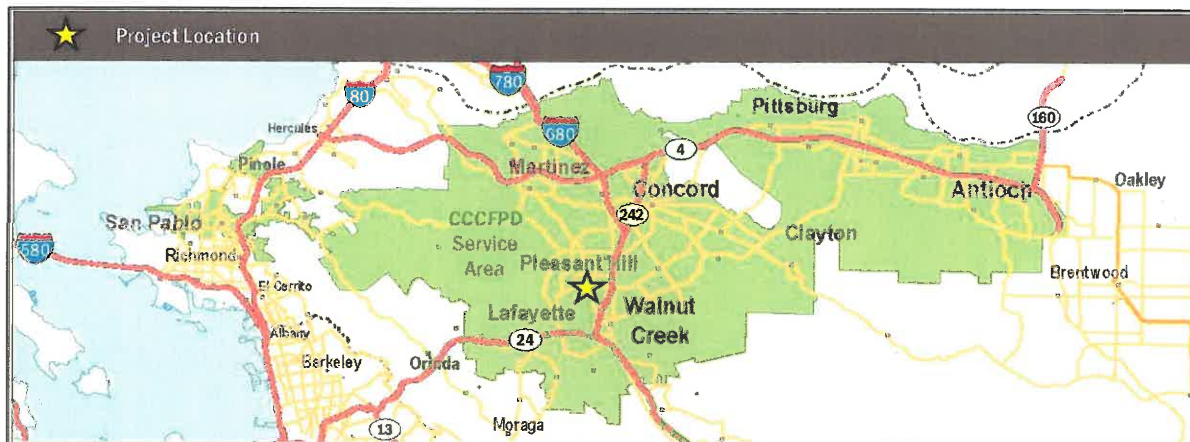 Project Location
780
80
Hercules
680
Pittsburg
160
4
Pinole
Martinez
Concord
Antioch
Oakley
San Pablo
CCCFPD
Service
Area
242
Clayton
580
Richmond
Pleasant Hill
Brentwood
El Cerrito
Lafayette
Walnut
Creek
Albany
24
Berkeley
Orinda
13
Moraga